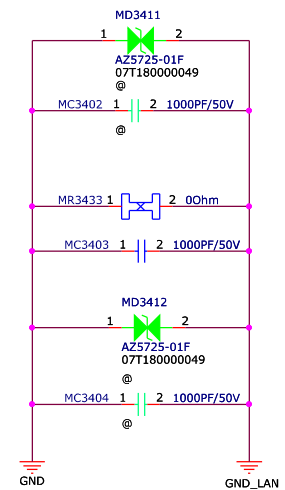 MD3411
1 2
AZ5725-01F
07T180000049
@
MC3402 1 2 1000PF/50V
@
MR3433 1 2 0Ohm
MC3403 1 2 1000PF/50V
MD3412
1 2
AZ5725-01F
07T180000049
@
MC3404 1 2 1000PF/50V
@
GND GND_LAN